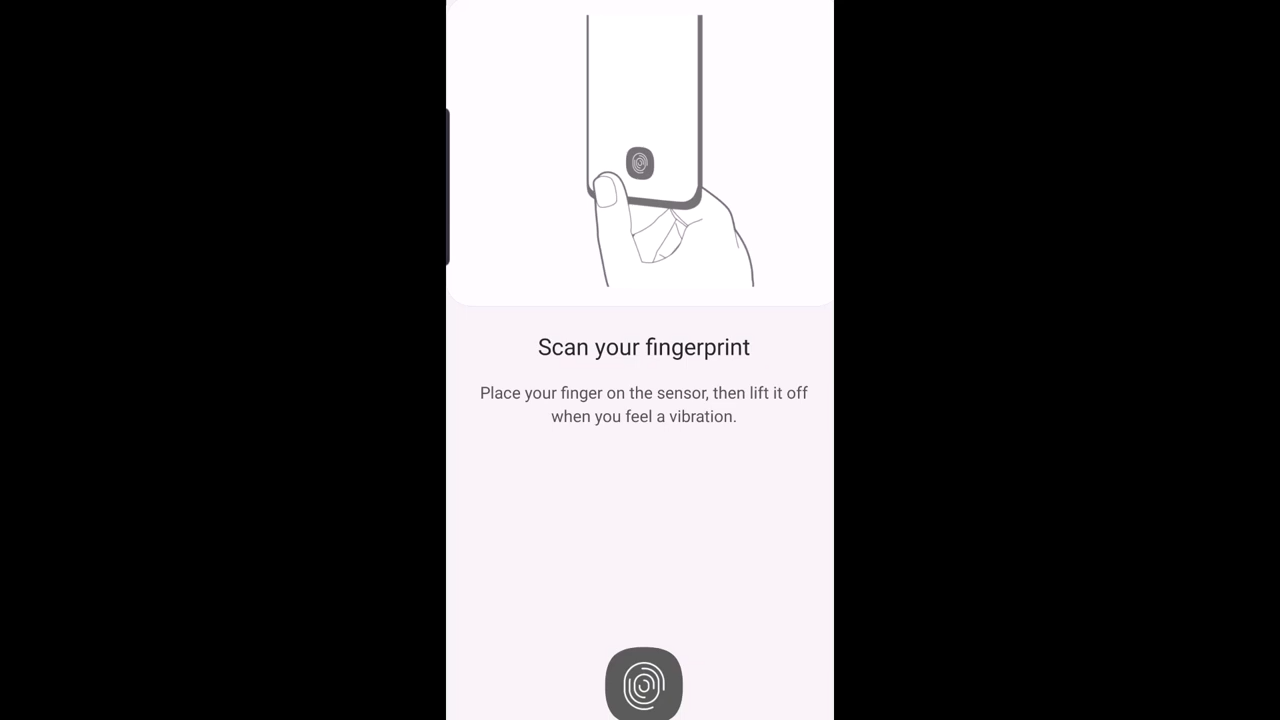 Scan your fingerprint
Place your finger on the sensor, then lift it off
when you feel a vibration.